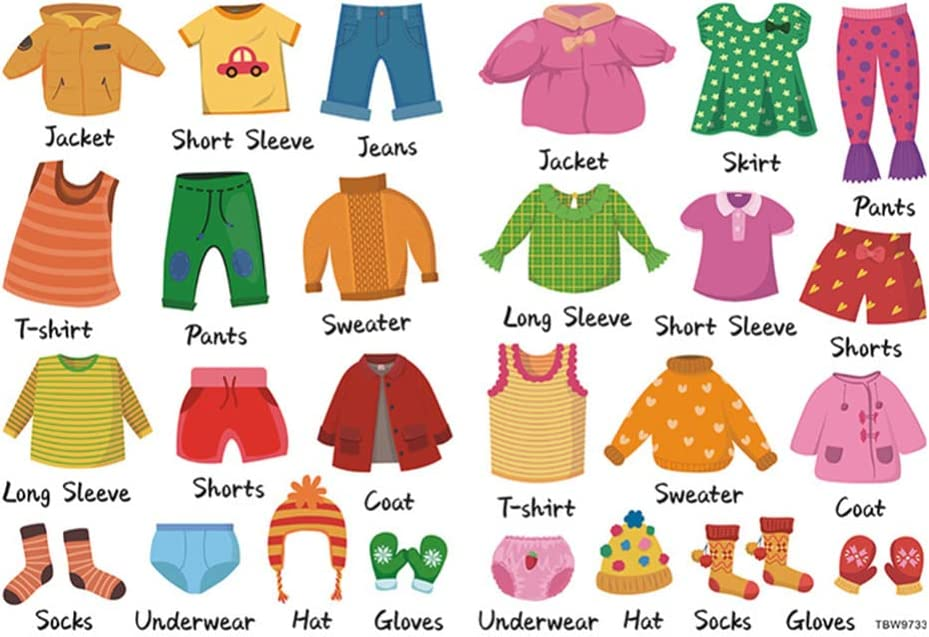 Jacket
Short Sleeve
Jeans
Jacket
Skirt
Pants
T-shirt
Pants
Sweater
Long Sleeve
Short Sleeve
Shorts
Long Sleeve
Shorts
Coat
T-shirt
Sweater
Coat
Socks
Underwear
Hat
Gloves
Underwear
Hat
Socks
Gloves
TBW9733